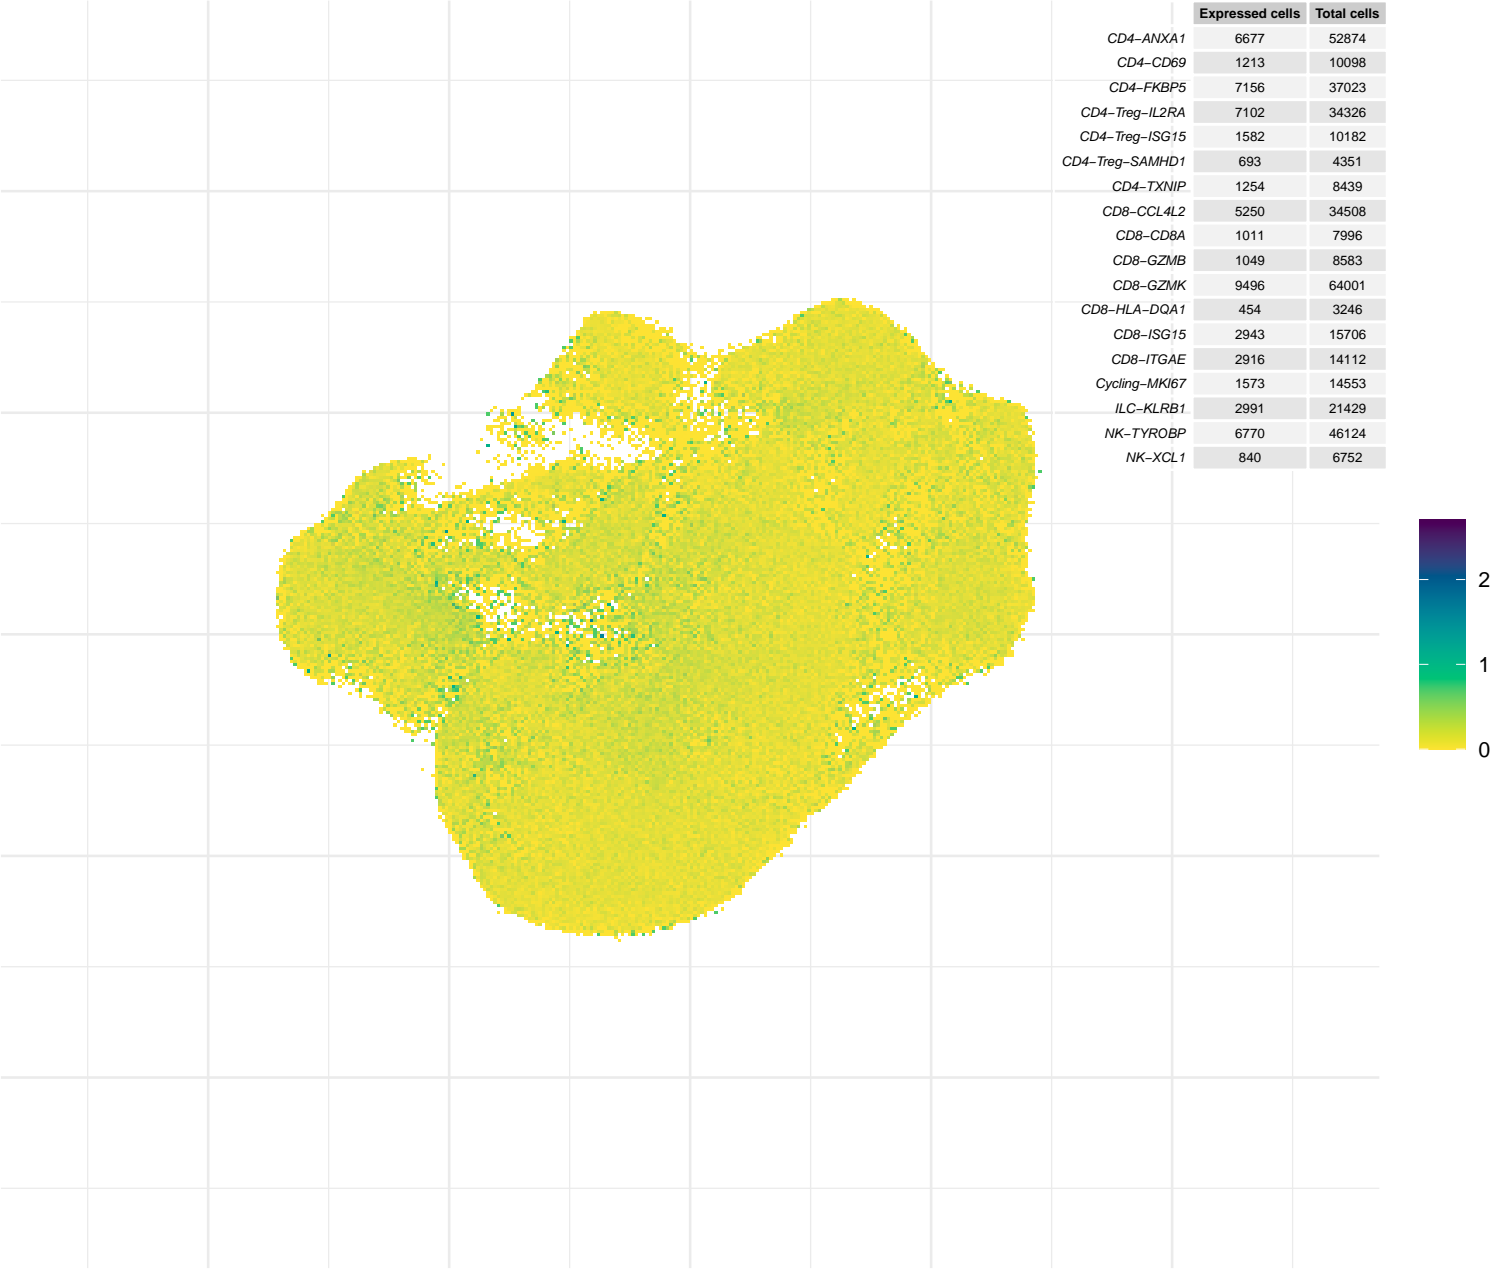 Expressed cells Total cells
CD4−ANXA1 6677 52874
CD4−CD69 1213 10098
CD4−FKBP5 7156 37023
CD4−Treg−IL2RA 7102 34326
CD4−Treg−ISG15 1582 10182
CD4−Treg−SAMHD1 693 4351
CD4−TXNIP 1254 8439
CD8−CCL4L2 5250 34508
CD8−CD8A 1011 7996
CD8−GZMB 1049 8583
CD8−GZMK 9496 64001
CD8−HLA−DQA1 454 3246
CD8−ISG15 2943 15706
CD8−ITGAE 2916 14112
Cycling−MKI67 1573 14553
ILC−KLRB1 2991 21429
NK−TYROBP 6770 46124
NK−XCL1 840 6752
2
1
0